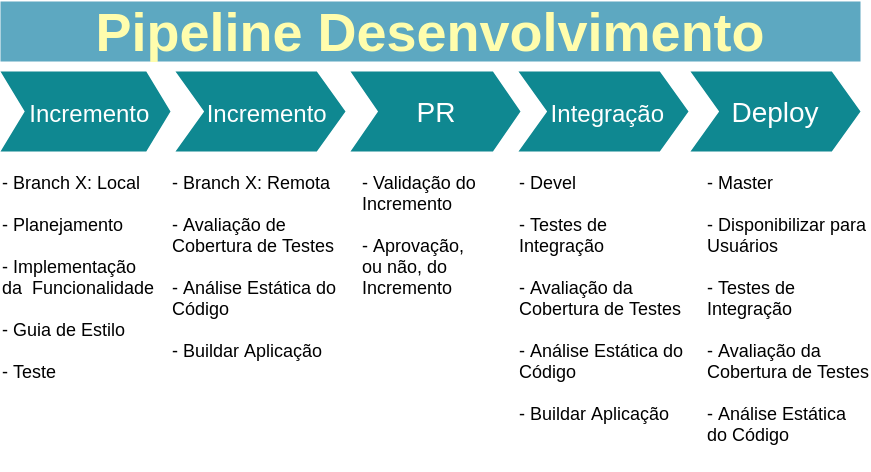 Pipeline Desenvolvimento
Incremento
Incremento
PR
Integração
Deploy
- Branch X: Local
- Planejamento
- Implementação
da  Funcionalidade
- Guia de Estilo
- Teste
- Branch X: Remota
- Avaliação de
Cobertura de Testes
- Análise Estática do
Código
- Buildar Aplicação
- Validação do
Incremento
- Aprovação,
ou não, do
Incremento
- Devel
- Testes de
Integração
- Avaliação da
Cobertura de Testes
- Análise Estática do
Código
- Buildar Aplicação
- Master
- Disponibilizar para
Usuários
- Testes de
Integração
- Avaliação da
Cobertura de Testes
- Análise Estática
do Código